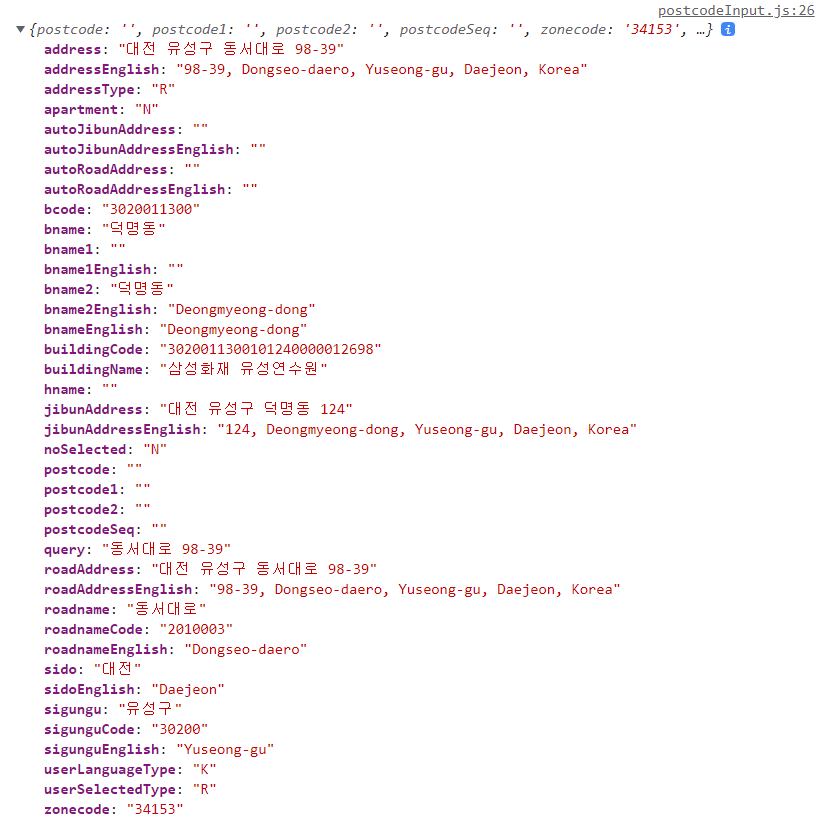 postcodeInput.js:26
▼{postcode: '', postcode1: '', postcode2: '', postcodeSeq: '', zonecode: '34153', …} i
address: "대전 유성구 동서대로 98-39"
addressEnglish: "98-39, Dongseo-daero, Yuseong-gu, Daejeon, Korea"
addressType: "R"
apartment: "N"
autoJibunAddress: ""
autoJibunAddressEnglish: ""
autoRoadAddress: ""
autoRoadAddressEnglish: ""
bcode: "3020011300"
bname: "덕명동"
bname1: ""
bname1English: ""
bname2: "덕명동"
bname2English: "Deongmyeong-dong"
bnameEnglish: "Deongmyeong-dong"
buildingCode: "3020011300101240000012698"
buildingName: "삼성화재 유성연수원"
hname: ""
jibunAddress: "대전 유성구 덕명동 124"
jibunAddressEnglish: "124, Deongmyeong-dong, Yuseong-gu, Daejeon, Korea"
noSelected: "N"
postcode: ""
postcode1: ""
postcode2: ""
postcodeSeq: ""
query: "동서대로 98-39"
roadAddress: "대전 유성구 동서대로 98-39"
roadAddressEnglish: "98-39, Dongseo-daero, Yuseong-gu, Daejeon, Korea"
roadname: "동서대로"
roadnameCode: "2010003"
roadnameEnglish: "Dongseo-daero"
sido: "대전"
sidoEnglish: "Daejeon"
sigungu: "유성구"
sigunguCode: "30200"
sigunguEnglish: "Yuseong-gu"
userLanguageType: "K"
userSelectedType: "R"
zonecode: "34153"